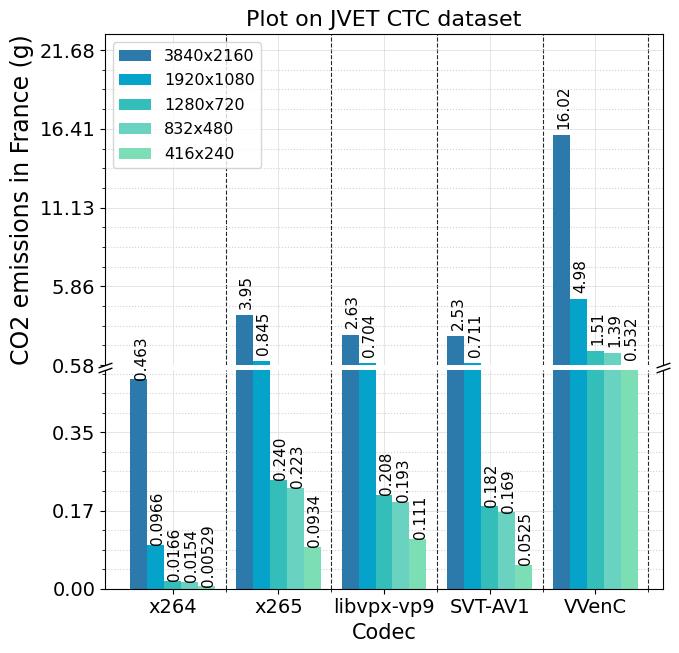 Plot on JVET CTC dataset
CO2 emissions in France (g)
21.68
16.41
11.13
5.86
0.58
0.35
0.17
0.00
3840x2160
1920x1080
1280x720
832x480
416x240
0.463
0.0966
0.0166
0.0154
0.00529
3.95
0.845
0.240
0.223
0.0934
2.63
0.704
0.208
0.193
0.111
2.53
0.711
0.182
0.169
0.0525
16.02
4.98
1.51
1.39
0.532
x264
x265
libvpx-vp9
SVT-AV1
VVenC
Codec